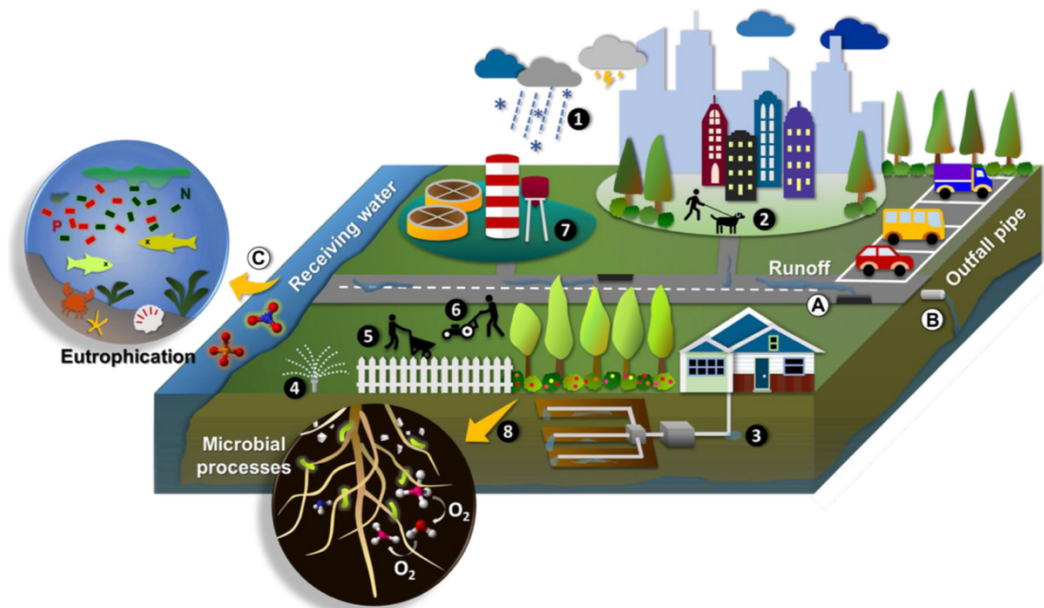 1
2
N
P
7
C
Receiving water
Runoff
Outfall pipe
A
B
6
5
Eutrophication
4
3
8
Microbial
processes
O2
O2